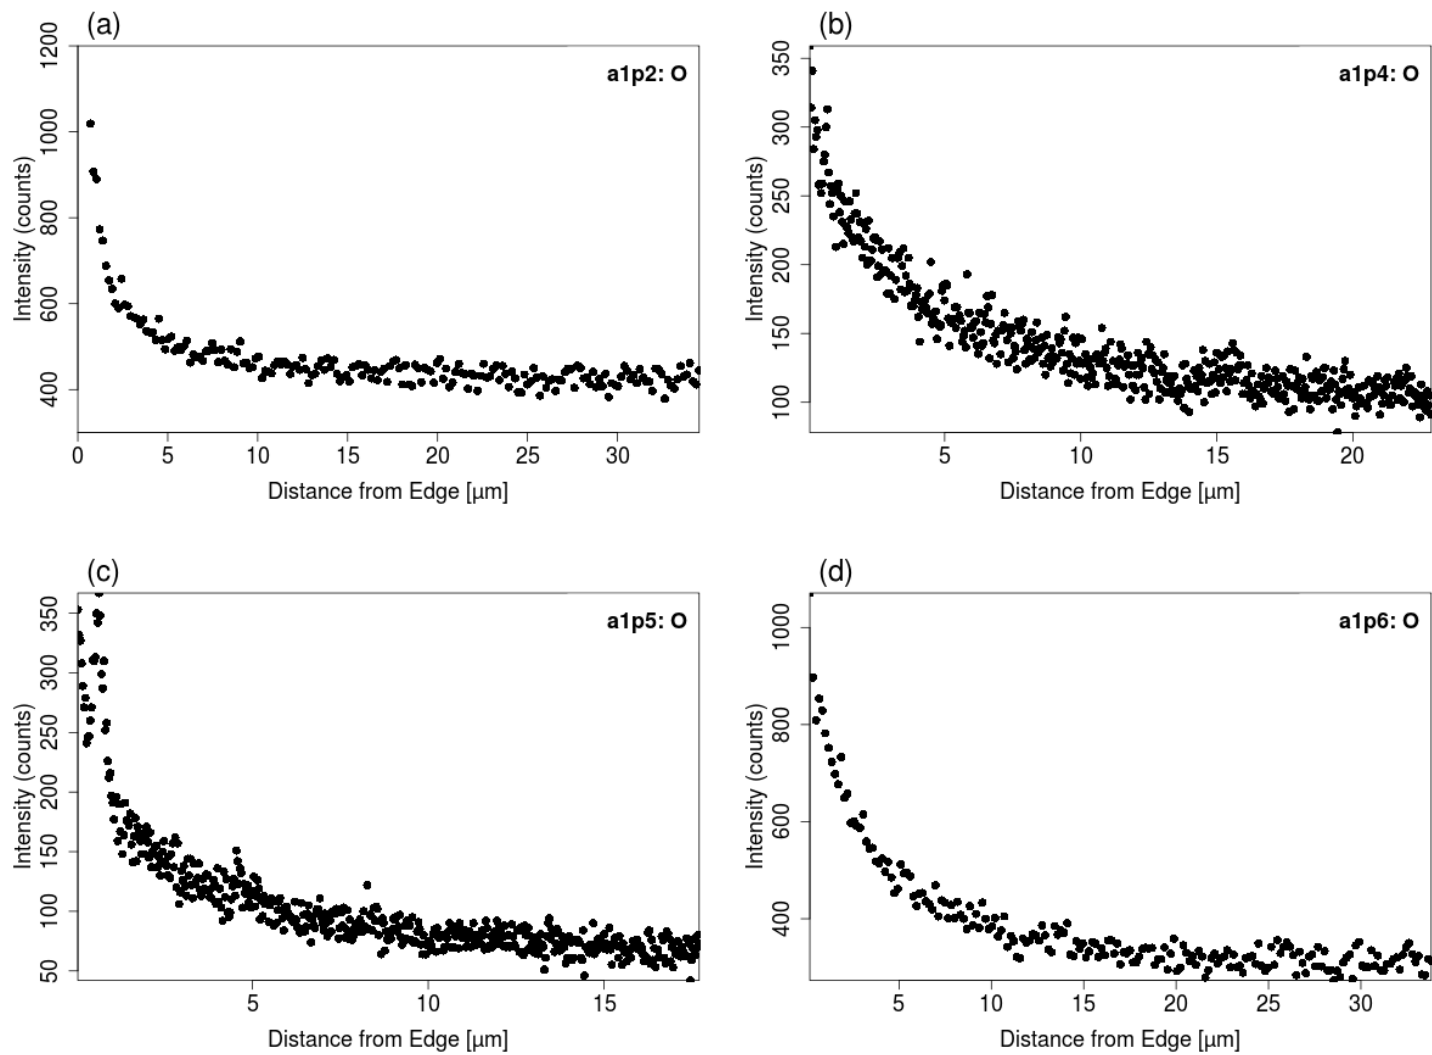 (a)
a1p2: O
1200
1000
800
600
400
Intensity (counts)
0 5 10 15 20 25 30
Distance from Edge [µm]
(b)
a1p4: O
350
300
250
200
150
100
Intensity (counts)
5 10 15 20
Distance from Edge [µm]
(c)
a1p5: O
350
300
250
200
150
100
50
Intensity (counts)
5 10 15
Distance from Edge [µm]
(d)
a1p6: O
1000
800
600
400
Intensity (counts)
5 10 15 20 25 30
Distance from Edge [µm]